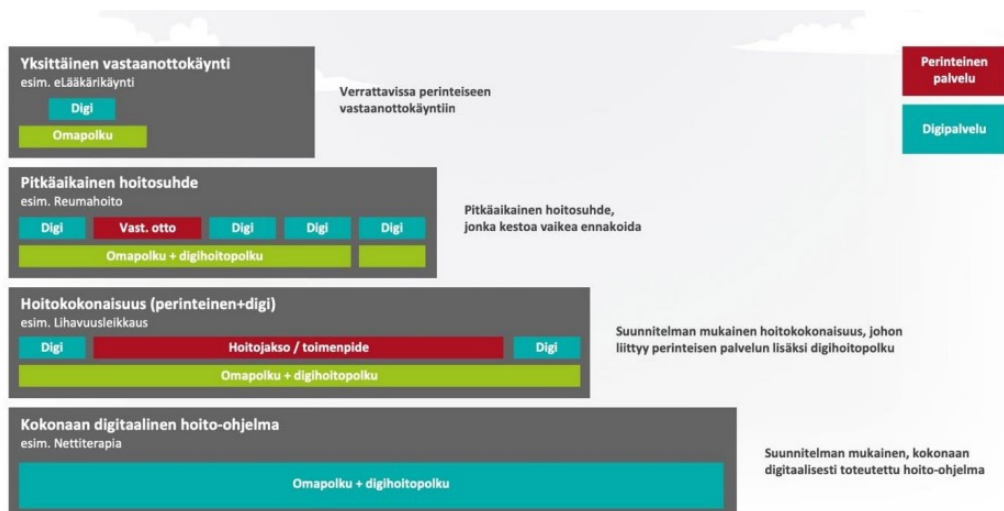 Yksittäinen vastaanottokäynti
esim. eLääkärikäynti
Digi
Omapolku
Verrattavissa perinteiseen
vastaanottokäyntiin
Perinteinen
palvelu
Digipalvelu
Pitkäaikainen hoitosuhde
esim. Reumahoito
Digi Vast. otto Digi Digi Digi
Omapolku + digihoitopolku
Pitkäaikainen hoitosuhde,
jonka kestoa vaikea ennakoida
Hoitokokonaisuus (perinteinen+digi)
esim. Lihavuusleikkaus
Digi Hoitojakso / toimenpide Digi
Omapolku + digihoitopolku
Suunnitelman mukainen hoitokokonaisuus, johon
liittyy perinteisen palvelun lisäksi digihoitopolku
Kokonaan digitaalinen hoito-ohjelma
esim. Nettiterapia
Omapolku + digihoitopolku
Suunnitelman mukainen, kokonaan
digitaalisesti toteutettu hoito-ohjelma